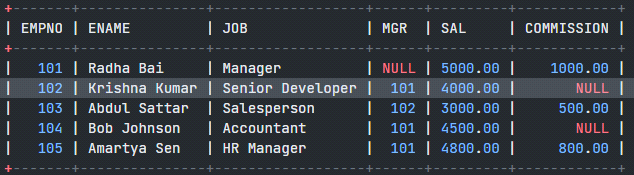 +-------+---------------+------------------+------+---------+------------+
| EMPNO | ENAME         | JOB              | MGR  | SAL     | COMMISSION |
+-------+---------------+------------------+------+---------+------------+
|   101 | Radha Bai     | Manager          | NULL | 5000.00 |    1000.00 |
|   102 | Krishna Kumar | Senior Developer |  101 | 4000.00 |       NULL |
|   103 | Abdul Sattar  | Salesperson      |  102 | 3000.00 |     500.00 |
|   104 | Bob Johnson   | Accountant       |  101 | 4500.00 |       NULL |
|   105 | Amartya Sen   | HR Manager       |  101 | 4800.00 |     800.00 |
+-------+---------------+------------------+------+---------+------------+